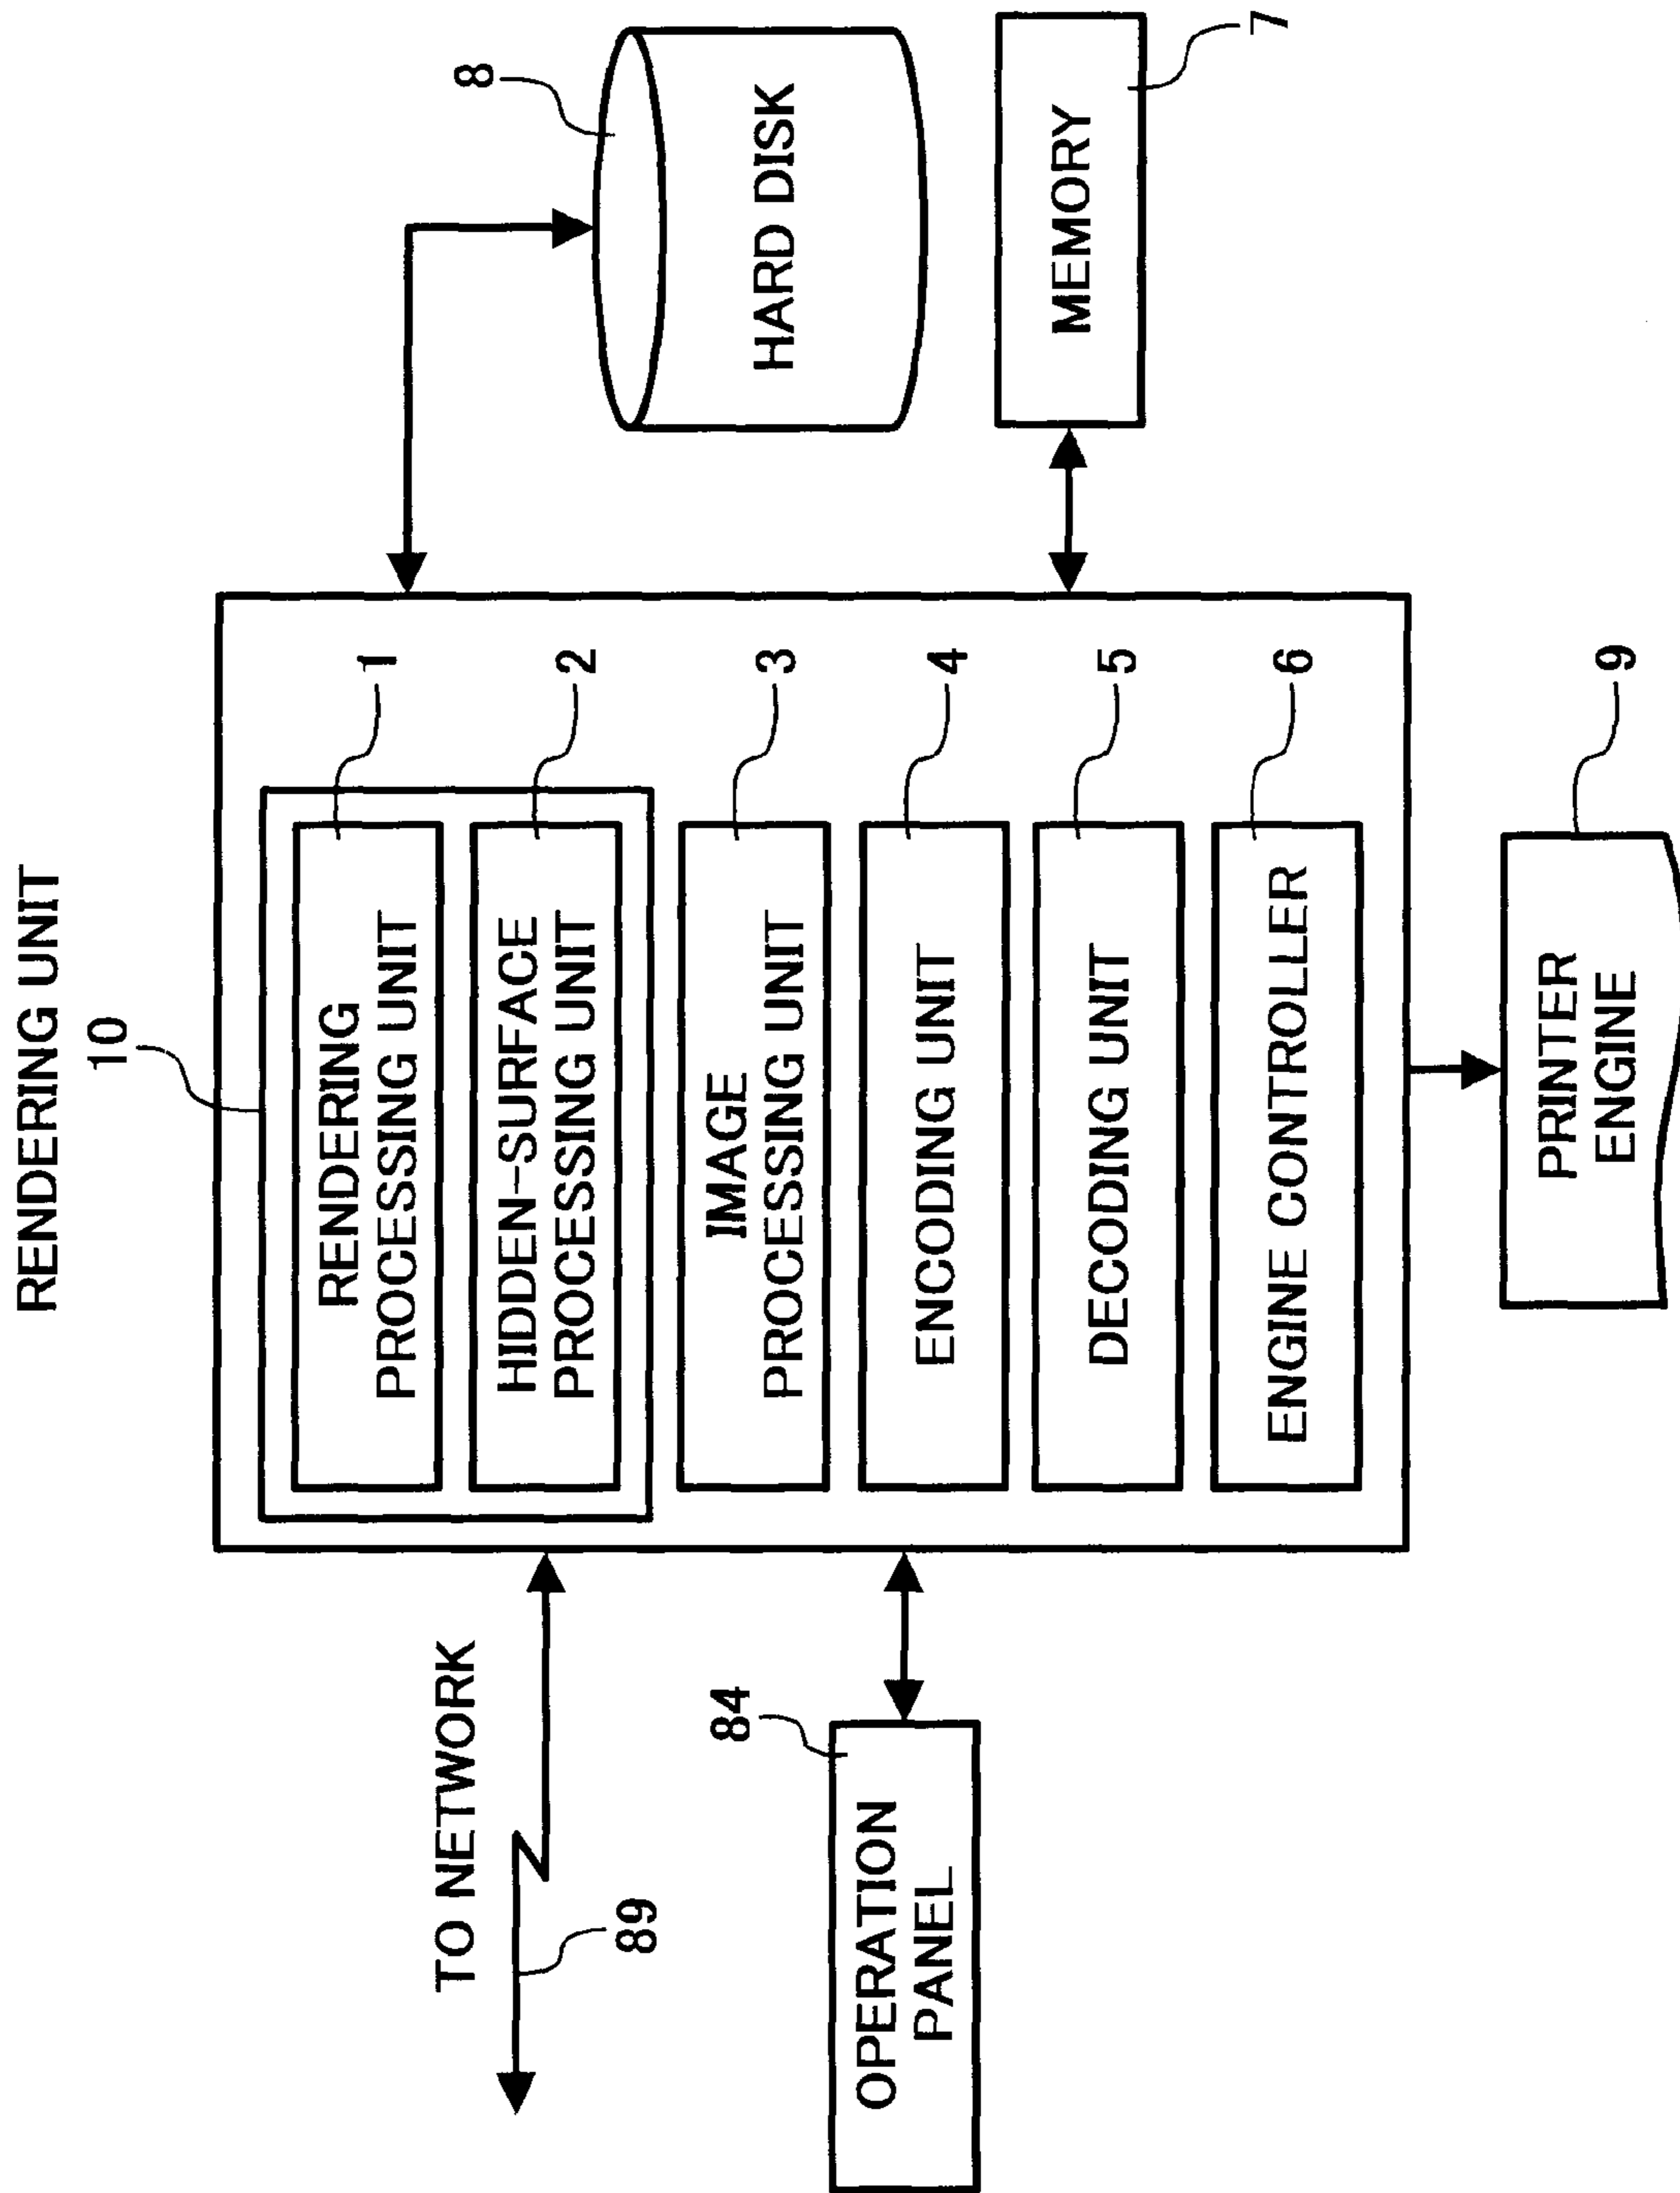 RENDERING UNIT
10
RENDERING
PROCESSING UNIT
1
HIDDEN-SURFACE
PROCESSING UNIT
2
IMAGE
PROCESSING UNIT
3
ENCODING UNIT
4
DECODING UNIT
5
ENGINE CONTROLLER
6
TO NETWORK
89
84
OPERATION
PANEL
8
HARD DISK
MEMORY
7
9
PRINTER
ENGINE